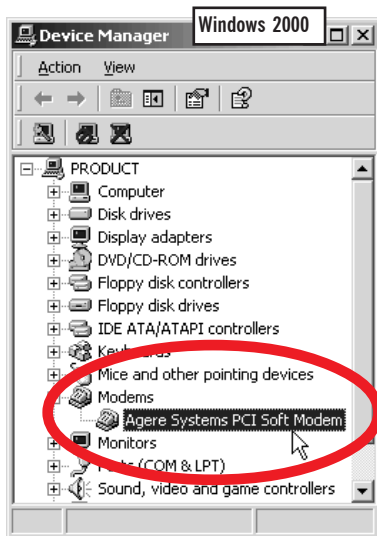 Windows 2000
Device Manager
Action View
PRODUCT
Computer
Disk drives
Display adapters
DVD/CD-ROM drives
Floppy disk controllers
Floppy disk drives
IDE ATA/ATAPI controllers
Keyboards
Mice and other pointing devices
Modems
Agere Systems PCI Soft Modem
Monitors
Ports (COM & LPT)
Sound, video and game controllers